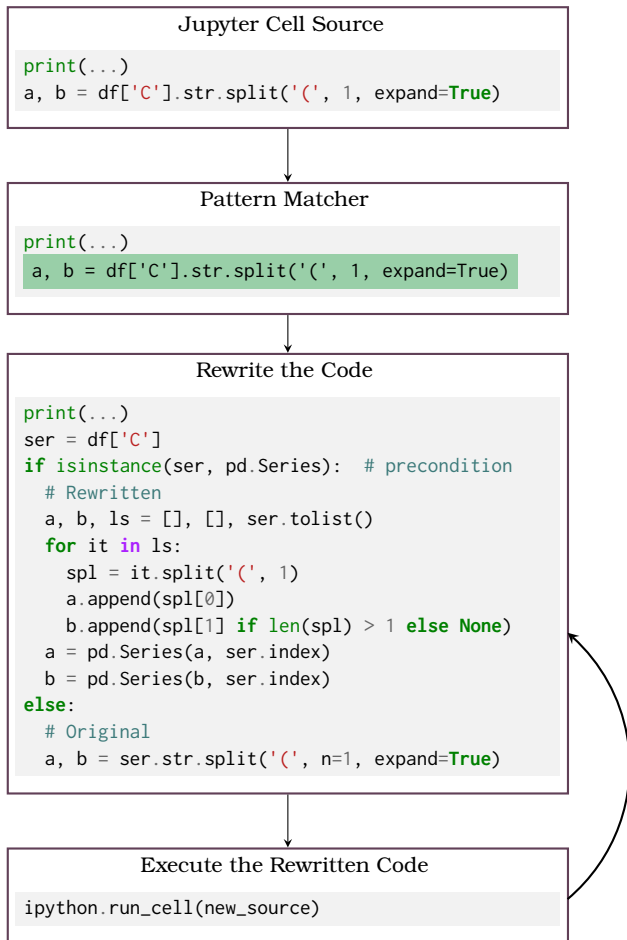 Jupyter Cell Source
print(...)
a, b = df['C'].str.split('(', 1, expand=True)
Pattern Matcher
print(...)
a, b = df['C'].str.split('(', 1, expand=True)
Rewrite the Code
print(...)
ser = df['C']
if isinstance(ser, pd.Series):  # precondition
  # Rewritten
  a, b, ls = [], [], ser.tolist()
  for it in ls:
    spl = it.split('(', 1)
    a.append(spl[0])
    b.append(spl[1] if len(spl) > 1 else None)
  a = pd.Series(a, ser.index)
  b = pd.Series(b, ser.index)
else:
  # Original
  a, b = ser.str.split('(', n=1, expand=True)
Execute the Rewritten Code
ipython.run_cell(new_source)